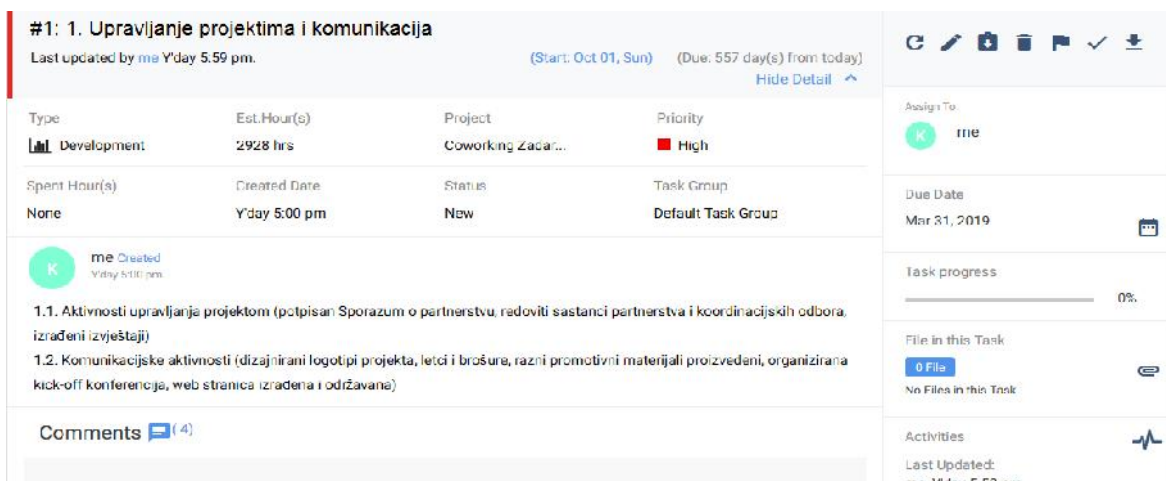 #1: 1. Upravljanje projektima i komunikacija
Last updated by me Y'day 5:59 pm.
(Start: Oct 01, Sun) (Due: 557 day(s) from today)
Hide Detail
Type Est.Hour(s) Project Priority
Development 2928 hrs Coworking Zadar... High
Spent Hour(s) Created Date Status Task Group
None Y'day 5:00 pm New Default Task Group
K
me Created
Y'day 5:00 pm
1.1. Aktivnosti upravljanja projektom (potpisan Sporazum o partnerstvu, redoviti sastanci partnerstva i koordinacijskih odbora,
izrađeni izvještaji)
1.2. Komunikacijske aktivnosti (dizajnirani logotipi projekta, letci i brošure, razni promotivni materijali proizvedeni, organizirana
kick-off konferencija, web stranica izrađena i održavana)
Comments (4)
Assign To
K me
Due Date
Mar 31, 2019
Task progress
0%
File in this Task
0 File
No Files in this Task
Activities
Last Updated: